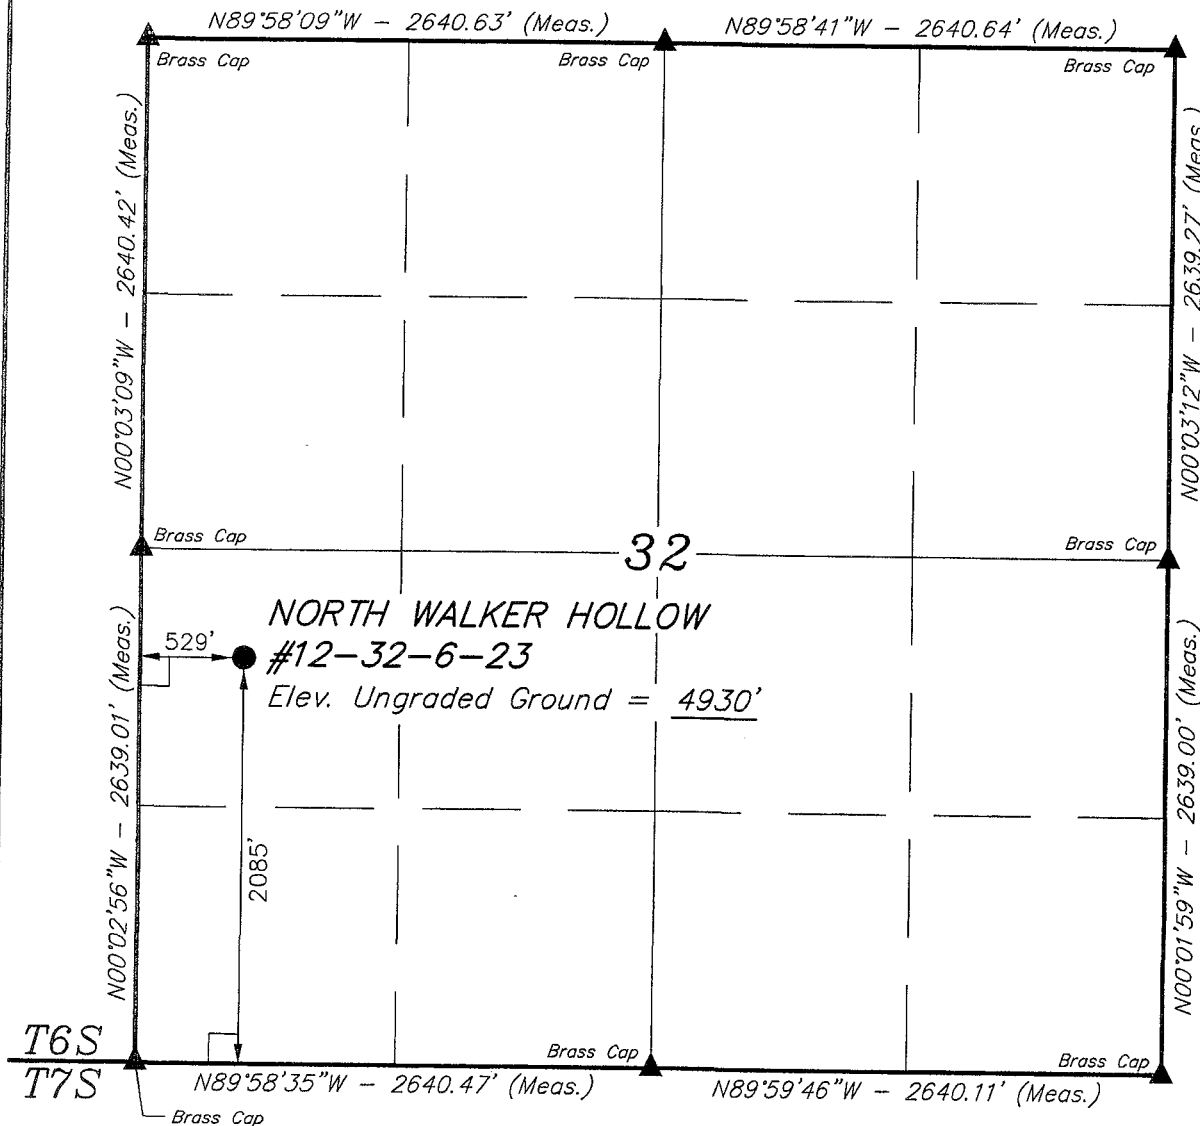 N89°58'09"W – 2640.63' (Meas.)
N89°58'41"W – 2640.64' (Meas.)
Brass Cap
Brass Cap
Brass Cap
N00°03'09"W – 2640.42' (Meas.)
N00°03'12"W – 2639.27' (Meas.)
Brass Cap
Brass Cap
32
NORTH WALKER HOLLOW
529'
#12–32–6–23
Elev. Ungraded Ground = 4930'
N00°02'56"W – 2639.01' (Meas.)
2085'
N00°01'59"W – 2639.00' (Meas.)
T6S
T7S
Brass Cap
Brass Cap
N89°58'35"W – 2640.47' (Meas.)
N89°59'46"W – 2640.11' (Meas.)
Brass Cap